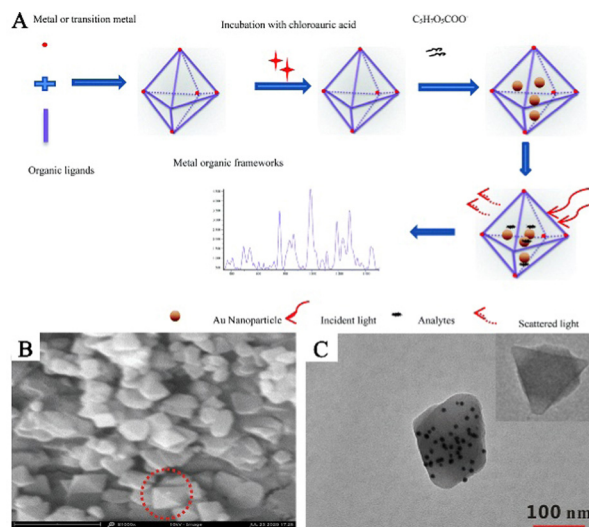 A
Metal or transition metal
Incubation with chloroauric acid
C₅H₇O₅COO⁻
Organic ligands
Metal organic frameworks
Au Nanoparticle
Incident light
Analytes
Scattered light
B
C
100 nm